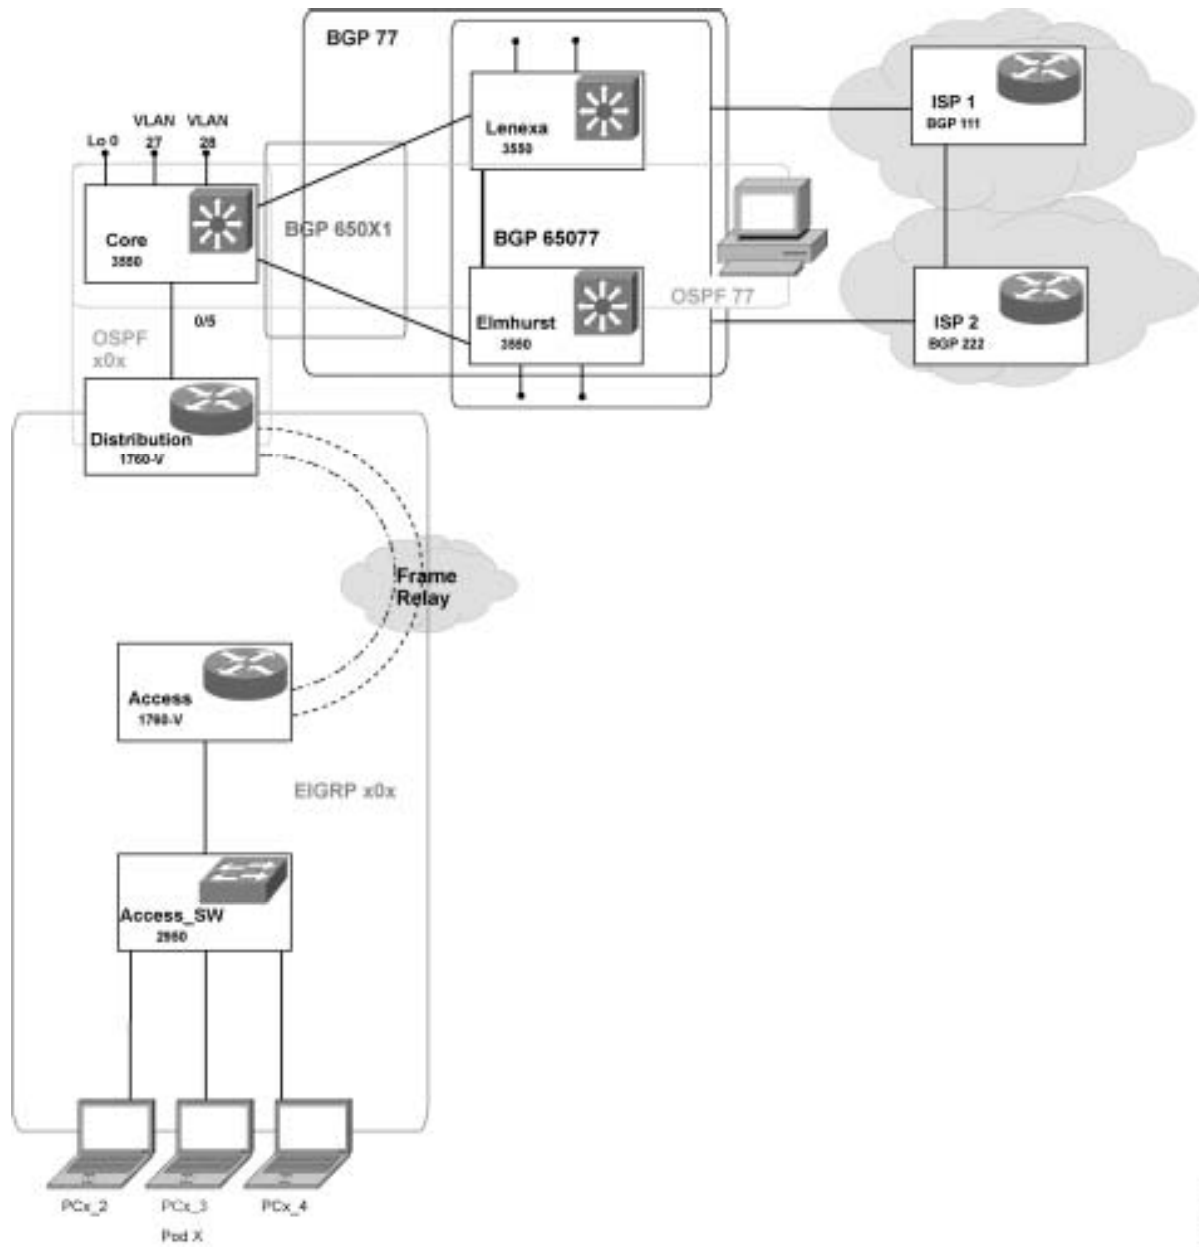 BGP 77
ISP 1
BGP 111
VLAN VLAN
Lo 0 27 28
Lenexa
3550
BGP 650X1
Core
3550
BGP 65077
OSPF 77
0/5
Elmhurst
3550
ISP 2
BGP 222
OSPF
x0x
Distribution
1760-V
Frame
Relay
Access
1760-V
EIGRP x0x
Access_SW
2950
PCx_2 PCx_3 PCx_4
Pod X